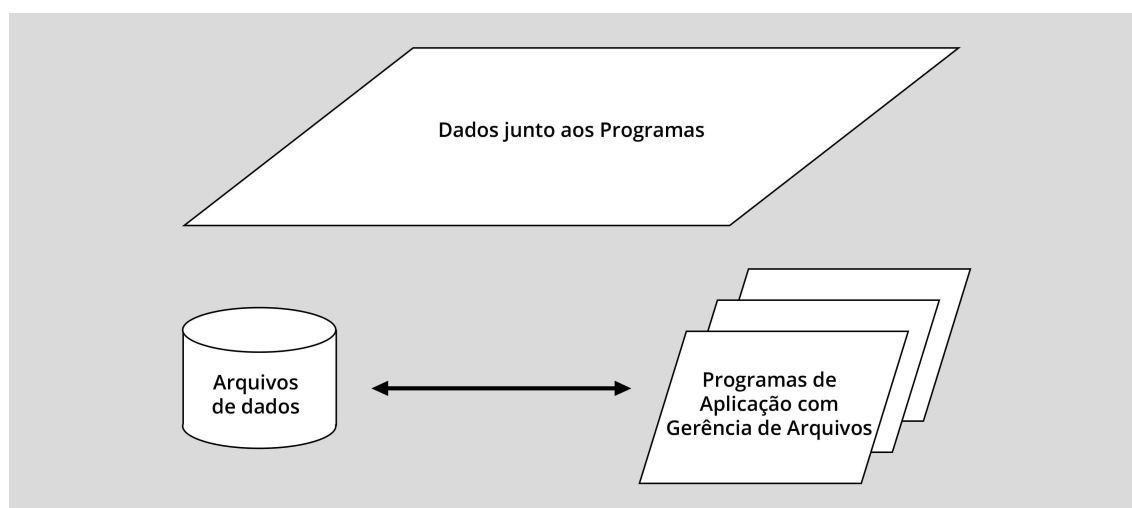 Dados junto aos Programas
Arquivos
de dados
Programas de
Aplicação com
Gerência de Arquivos